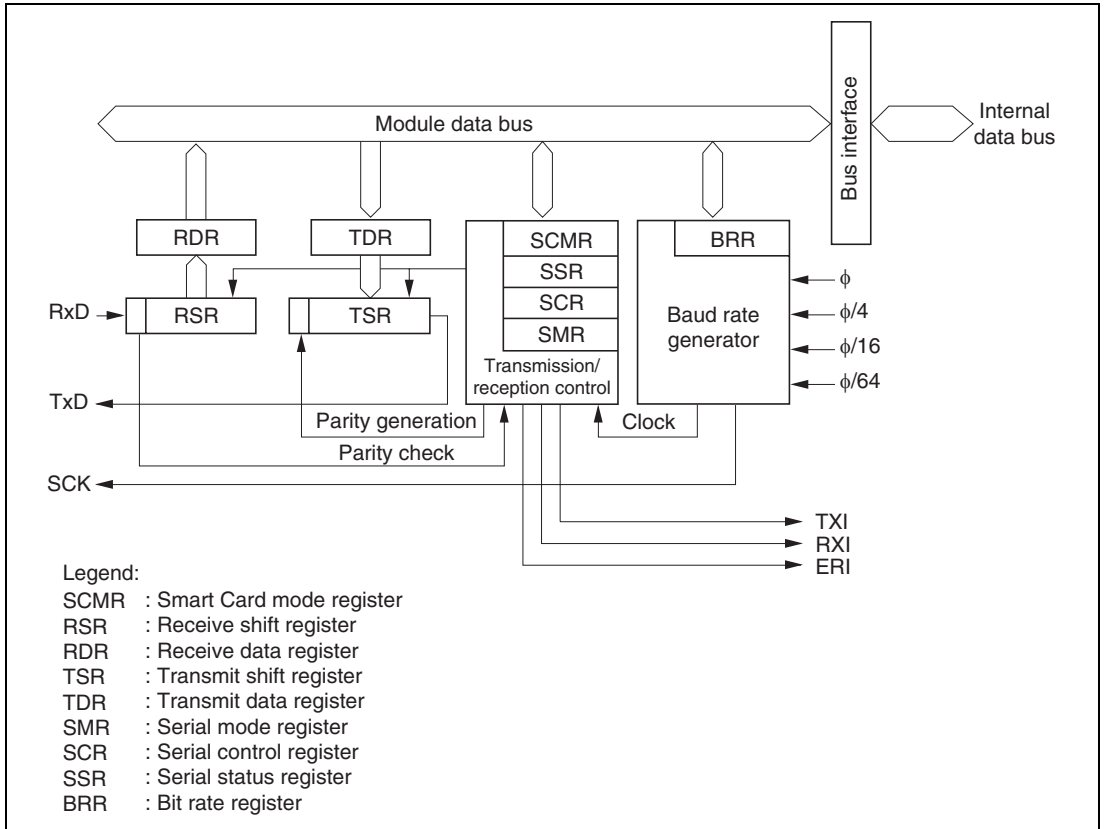 Module data bus
Bus interface
Internal
data bus
RDR
TDR
SCMR
SSR
SCR
SMR
Transmission/
reception control
BRR
Baud rate
generator
ϕ
ϕ/4
ϕ/16
ϕ/64
RxD
RSR
TSR
TxD
Parity generation
Parity check
Clock
SCK
TXI
RXI
ERI
Legend:
SCMR : Smart Card mode register
RSR : Receive shift register
RDR : Receive data register
TSR : Transmit shift register
TDR : Transmit data register
SMR : Serial mode register
SCR : Serial control register
SSR : Serial status register
BRR : Bit rate register